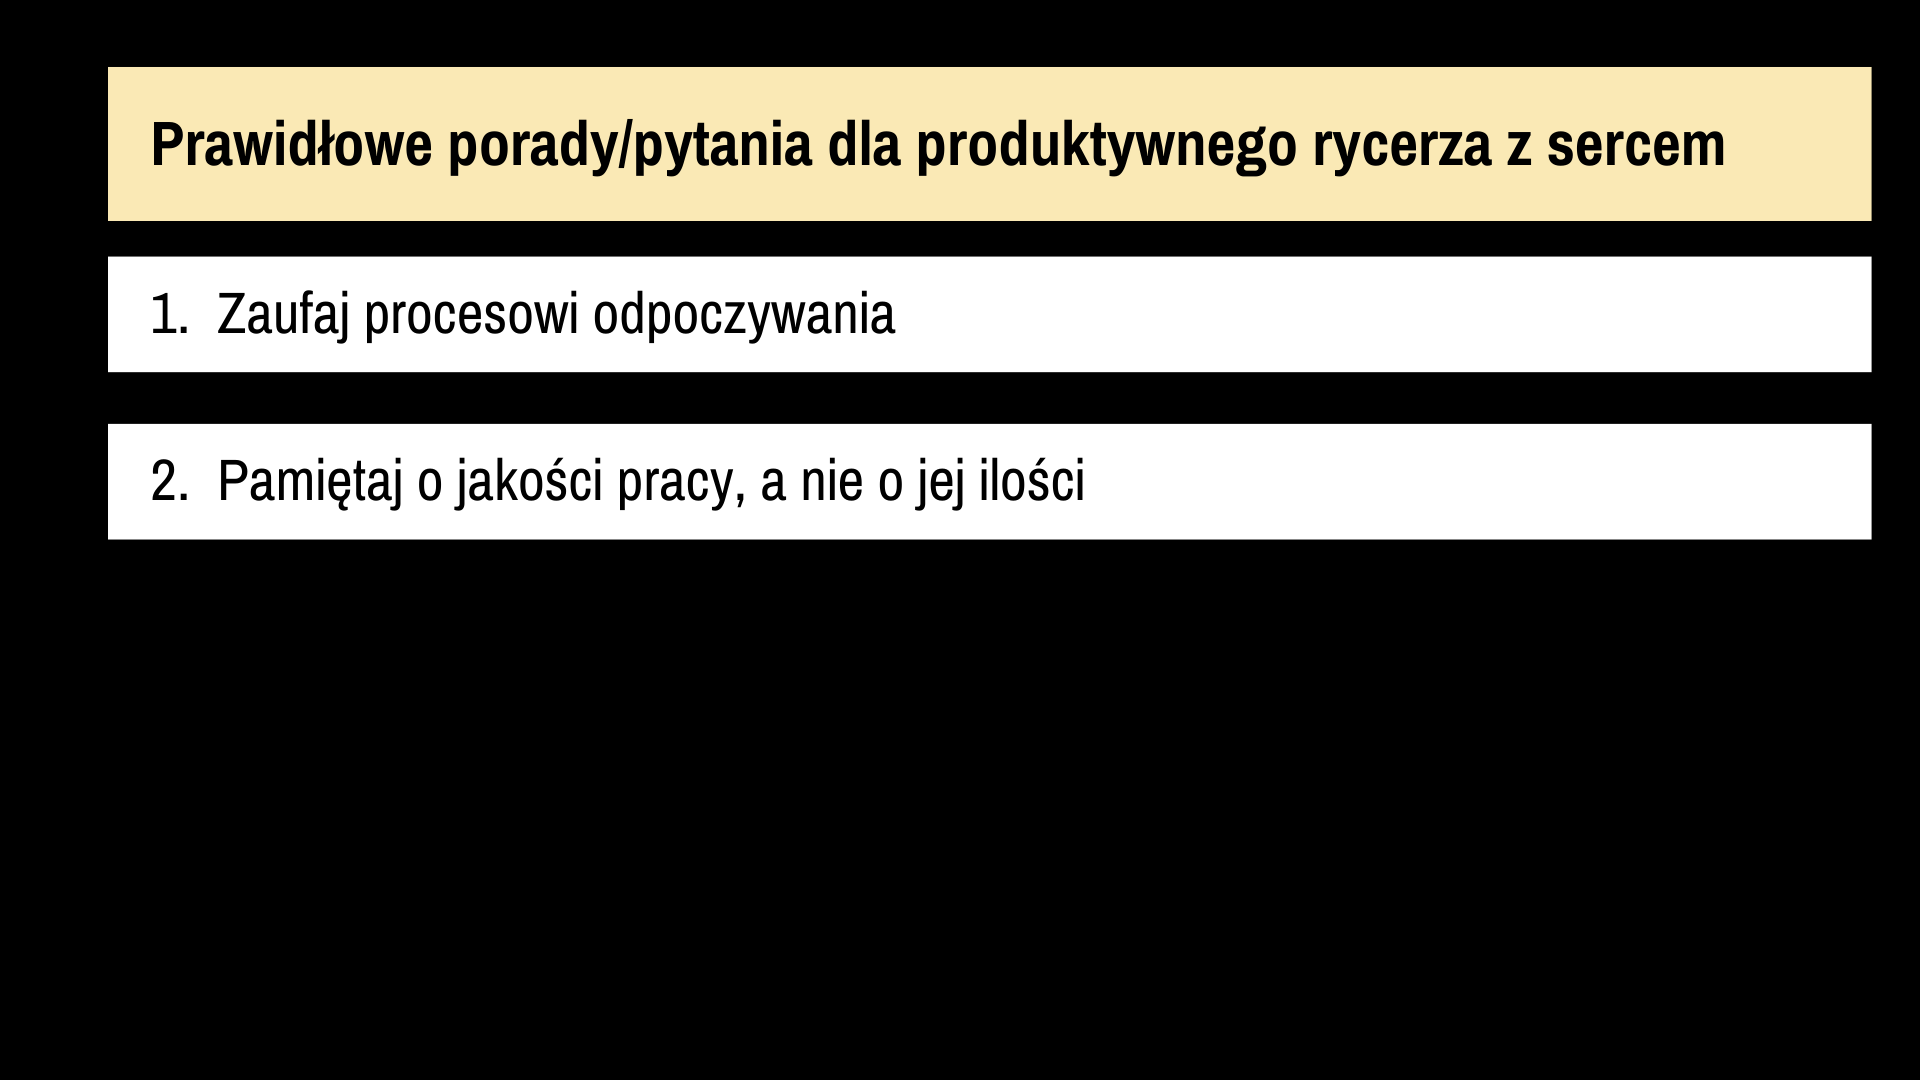 Prawidłowe porady/pytania dla produktywnego rycerza z sercem
1. Zaufaj procesowi odpoczywania
2. Pamiętaj o jakości pracy, a nie o jej ilości